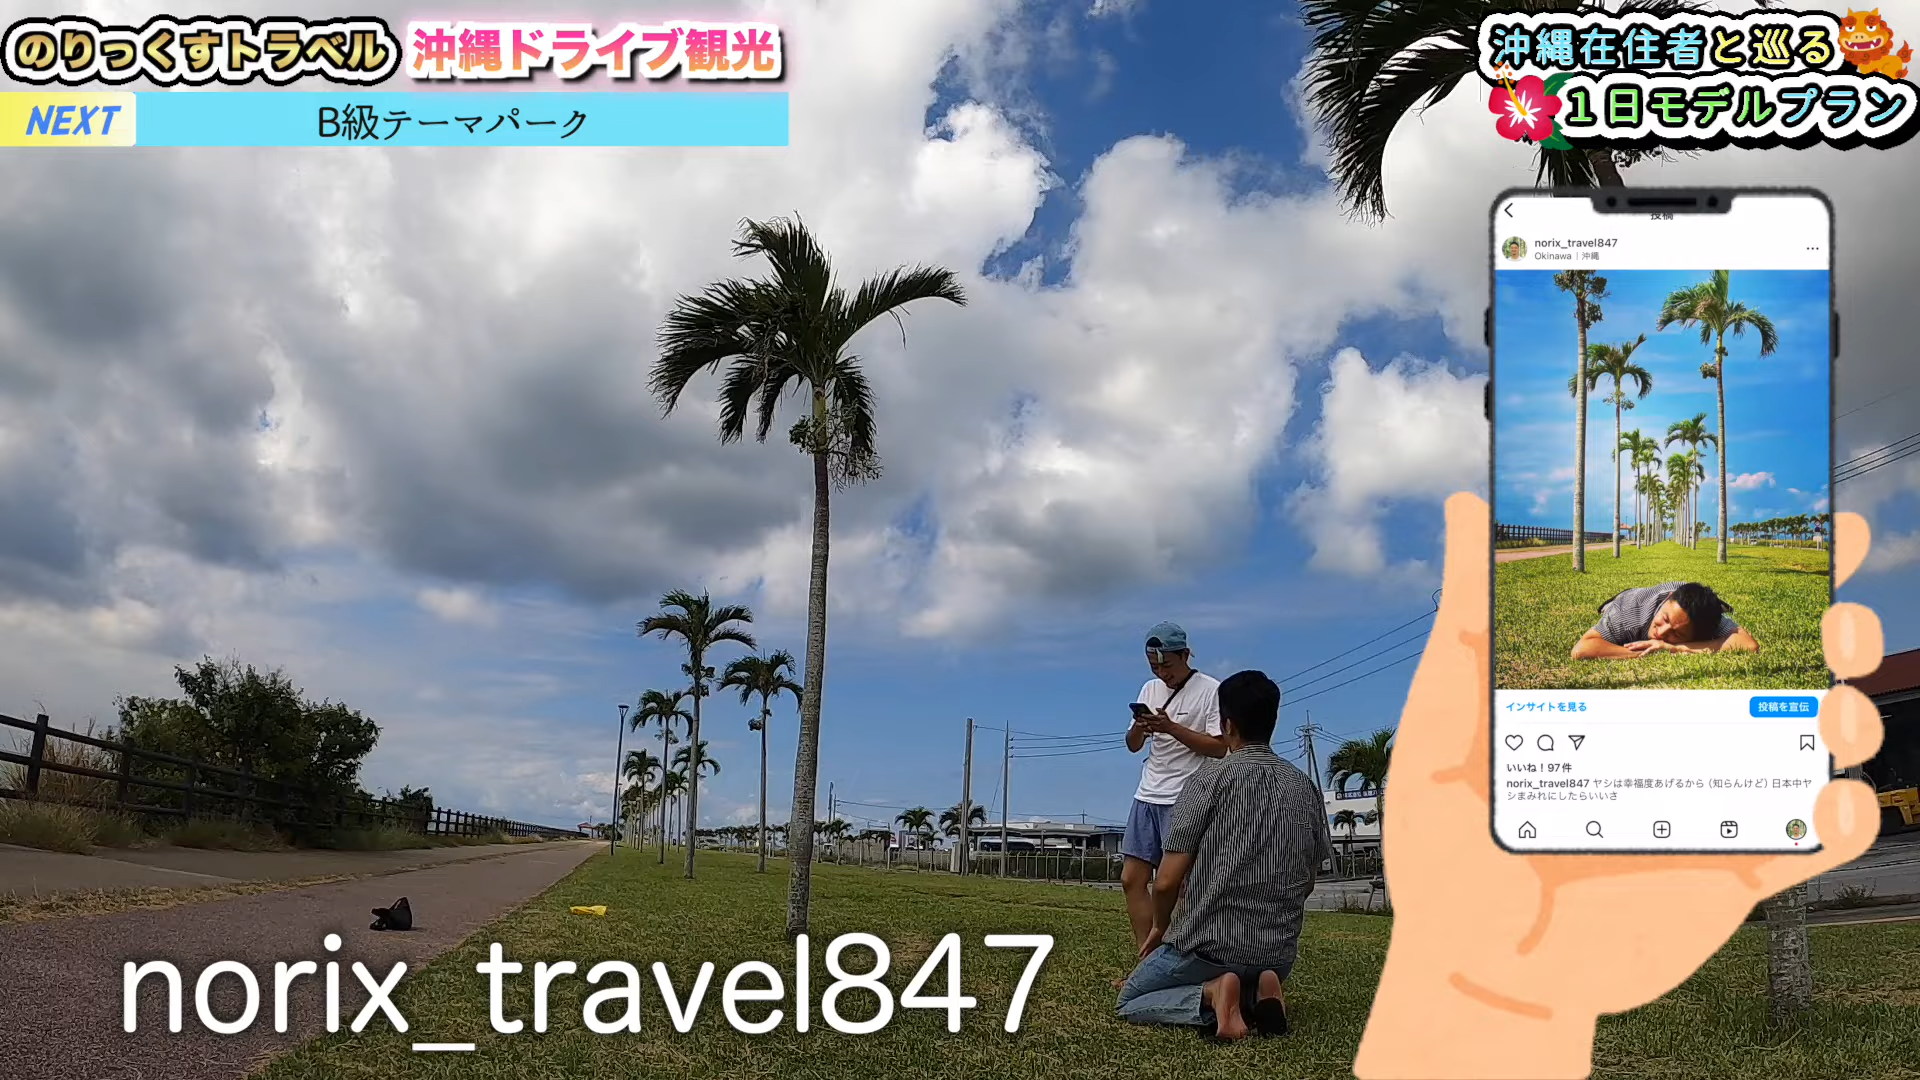 のりっくすトラベル 沖縄ドライブ観光
NEXT B級テーマパーク
沖縄在住者と巡る
1日モデルプラン
投稿
norix_travel847
Okinawa | 沖縄
インサイトを見る
投稿を宣伝
いいね！97件
norix_travel847 ヤシは幸福度あげるから（知らんけど）日本中ヤ
シまみれにしたらいいさ
norix_travel847